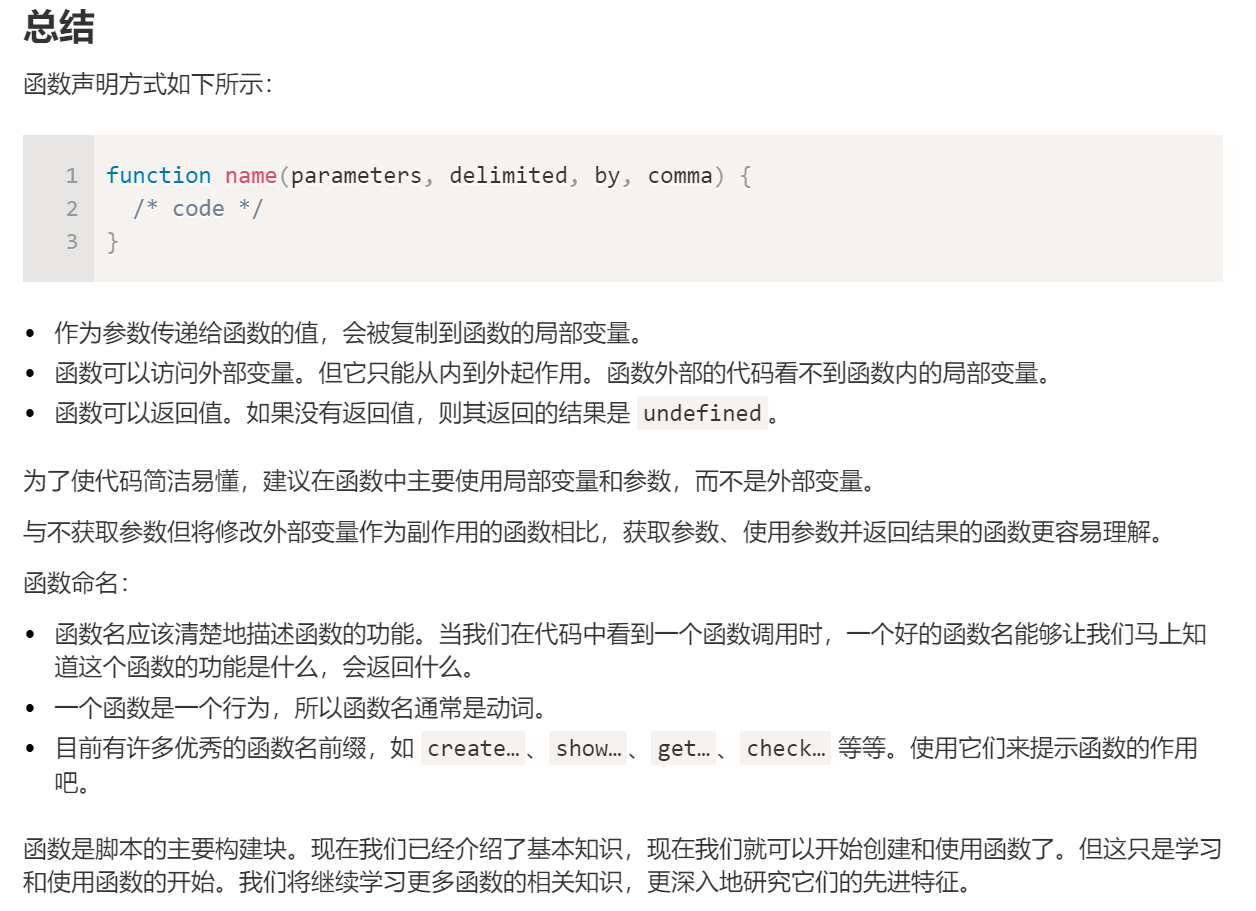 总结
函数声明方式如下所示：
1 function name(parameters, delimited, by, comma) {
2   /* code */
3 }
• 作为参数传递给函数的值，会被复制到函数的局部变量。
• 函数可以访问外部变量。但它只能从内到外起作用。函数外部的代码看不到函数内的局部变量。
• 函数可以返回值。如果没有返回值，则其返回的结果是 undefined。
为了使代码简洁易懂，建议在函数中主要使用局部变量和参数，而不是外部变量。
与不获取参数但将修改外部变量作为副作用的函数相比，获取参数、使用参数并返回结果的函数更容易理解。
函数命名：
• 函数名应该清楚地描述函数的功能。当我们在代码中看到一个函数调用时，一个好的函数名能够让我们马上知
道这个函数的功能是什么，会返回什么。
• 一个函数是一个行为，所以函数名通常是动词。
• 目前有许多优秀的函数名前缀，如 create…、show…、get…、check… 等等。使用它们来提示函数的作用
吧。
函数是脚本的主要构建块。现在我们已经介绍了基本知识，现在我们就可以开始创建和使用函数了。但这只是学习
和使用函数的开始。我们将继续学习更多函数的相关知识，更深入地研究它们的先进特征。